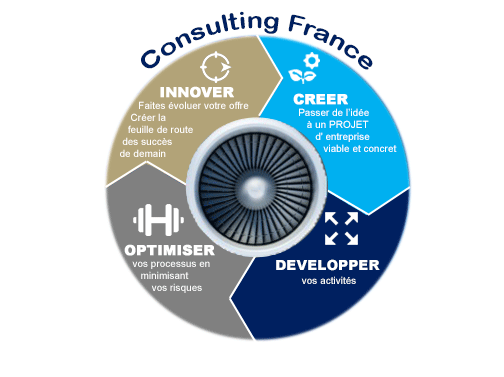 Consulting France
INNOVER
Faites évoluer votre offre
Créer la
feuille de route
des succès
de demain
CREER
Passer de l'idée
à un PROJET
d' entreprise
viable et concret
OPTIMISER
vos processus en
minimisant
vos risques
DEVELOPPER
vos activités